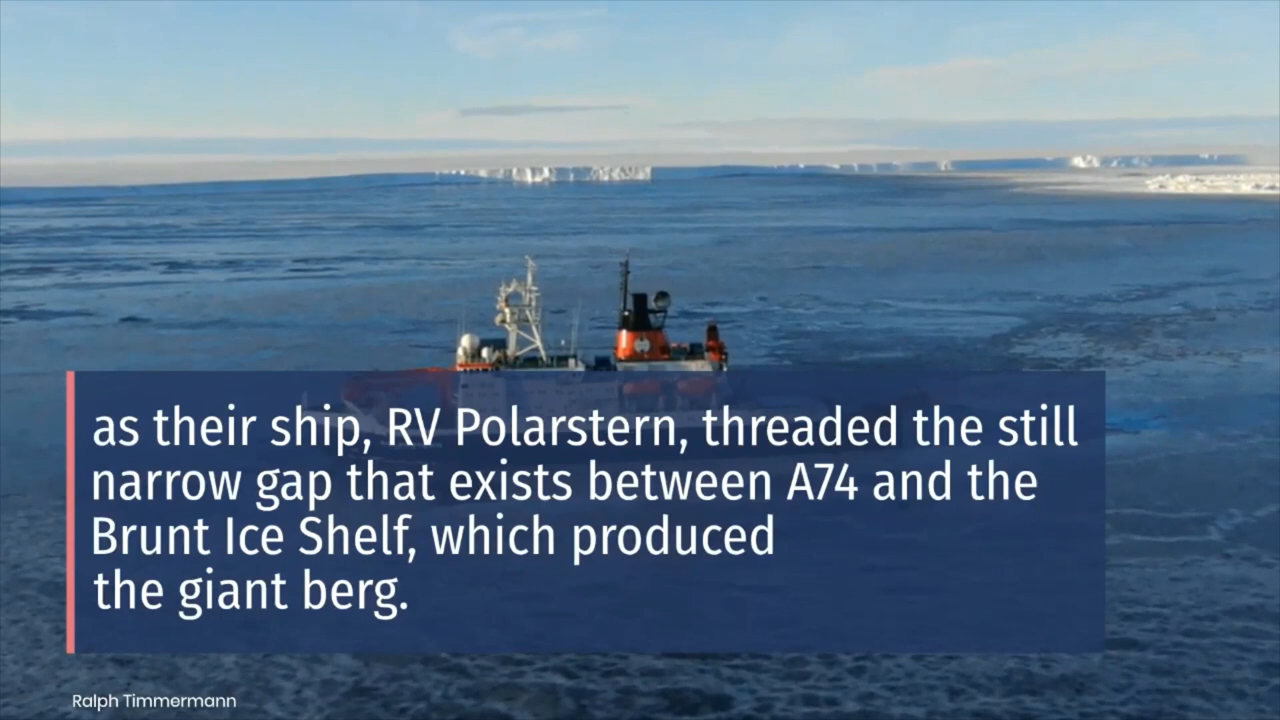 as their ship, RV Polarstern, threaded the still
narrow gap that exists between A74 and the
Brunt Ice Shelf, which produced
the giant berg.
Ralph Timmermann